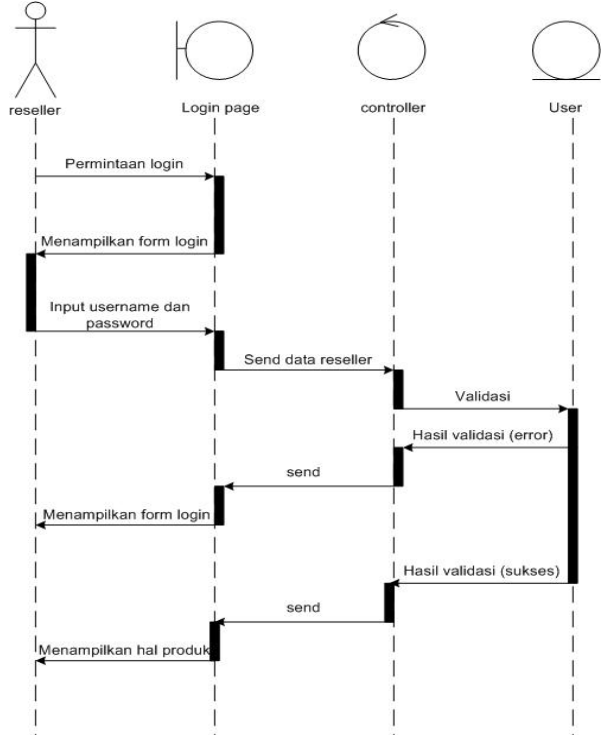 reseller
Login page
controller
User
Permintaan login
Menampilkan form login
Input username dan
password
Send data reseller
Validasi
Hasil validasi (error)
send
Menampilkan form login
Hasil validasi (sukses)
send
Menampilkan hal produk